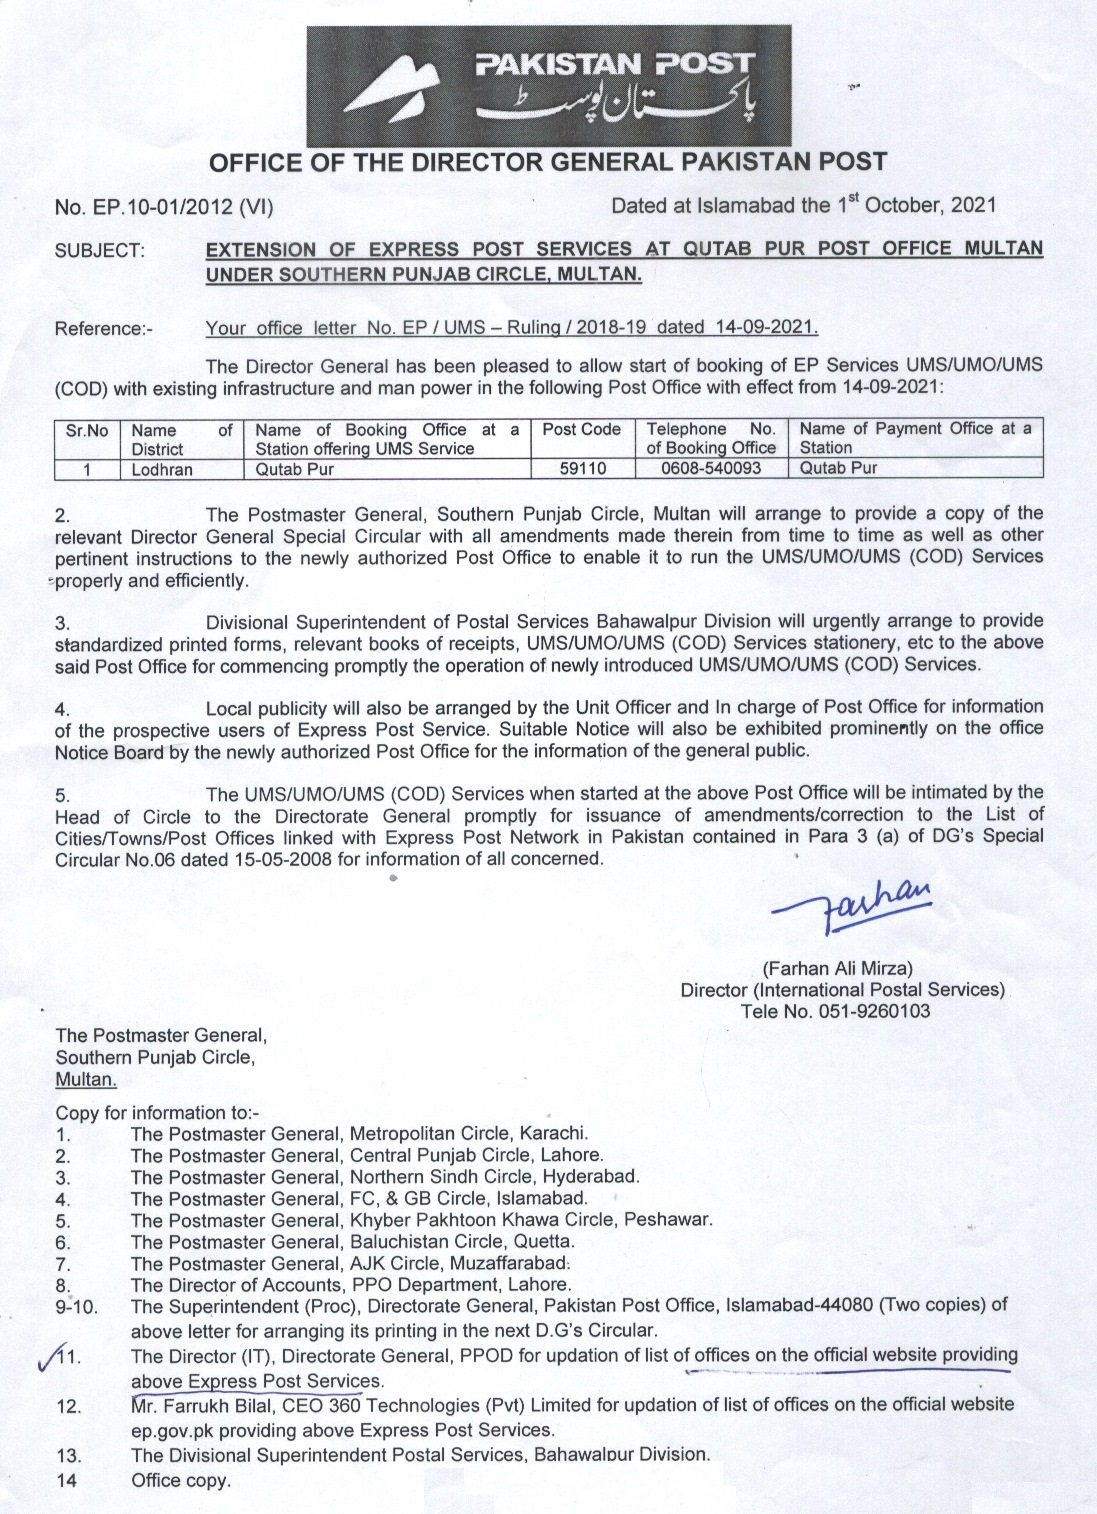 PAKISTAN POST
پاکستان پوسٹ
OFFICE OF THE DIRECTOR GENERAL PAKISTAN POST
No. EP.10-01/2012 (VI) Dated at Islamabad the 1st October, 2021
SUBJECT: EXTENSION OF EXPRESS POST SERVICES AT QUTAB PUR POST OFFICE MULTAN
UNDER SOUTHERN PUNJAB CIRCLE, MULTAN.
Reference:- Your office letter No. EP / UMS – Ruling / 2018-19 dated 14-09-2021.
The Director General has been pleased to allow start of booking of EP Services UMS/UMO/UMS
(COD) with existing infrastructure and man power in the following Post Office with effect from 14-09-2021:
Sr.No Name of Name of Booking Office at a Post Code Telephone No. Name of Payment Office at a
District Station offering UMS Service of Booking Office Station
1 Lodhran Qutab Pur 59110 0608-540093 Qutab Pur
2. The Postmaster General, Southern Punjab Circle, Multan will arrange to provide a copy of the
relevant Director General Special Circular with all amendments made therein from time to time as well as other
pertinent instructions to the newly authorized Post Office to enable it to run the UMS/UMO/UMS (COD) Services
properly and efficiently.
3. Divisional Superintendent of Postal Services Bahawalpur Division will urgently arrange to provide
standardized printed forms, relevant books of receipts, UMS/UMO/UMS (COD) Services stationery, etc to the above
said Post Office for commencing promptly the operation of newly introduced UMS/UMO/UMS (COD) Services.
4. Local publicity will also be arranged by the Unit Officer and In charge of Post Office for information
of the prospective users of Express Post Service. Suitable Notice will also be exhibited prominently on the office
Notice Board by the newly authorized Post Office for the information of the general public.
5. The UMS/UMO/UMS (COD) Services when started at the above Post Office will be intimated by the
Head of Circle to the Directorate General promptly for issuance of amendments/correction to the List of
Cities/Towns/Post Offices linked with Express Post Network in Pakistan contained in Para 3 (a) of DG's Special
Circular No.06 dated 15-05-2008 for information of all concerned.
Farhan
(Farhan Ali Mirza)
Director (International Postal Services)
Tele No. 051-9260103
The Postmaster General,
Southern Punjab Circle,
Multan.
Copy for information to:-
1. The Postmaster General, Metropolitan Circle, Karachi.
2. The Postmaster General, Central Punjab Circle, Lahore.
3. The Postmaster General, Northern Sindh Circle, Hyderabad.
4. The Postmaster General, FC, & GB Circle, Islamabad.
5. The Postmaster General, Khyber Pakhtoon Khawa Circle, Peshawar.
6. The Postmaster General, Baluchistan Circle, Quetta.
7. The Postmaster General, AJK Circle, Muzaffarabad.
8. The Director of Accounts, PPO Department, Lahore.
9-10. The Superintendent (Proc), Directorate General, Pakistan Post Office, Islamabad-44080 (Two copies) of
above letter for arranging its printing in the next D.G's Circular.
11. The Director (IT), Directorate General, PPOD for updation of list of offices on the official website providing
above Express Post Services.
12. Mr. Farrukh Bilal, CEO 360 Technologies (Pvt) Limited for updation of list of offices on the official website
ep.gov.pk providing above Express Post Services.
13. The Divisional Superintendent Postal Services, Bahawalpur Division.
14 Office copy.